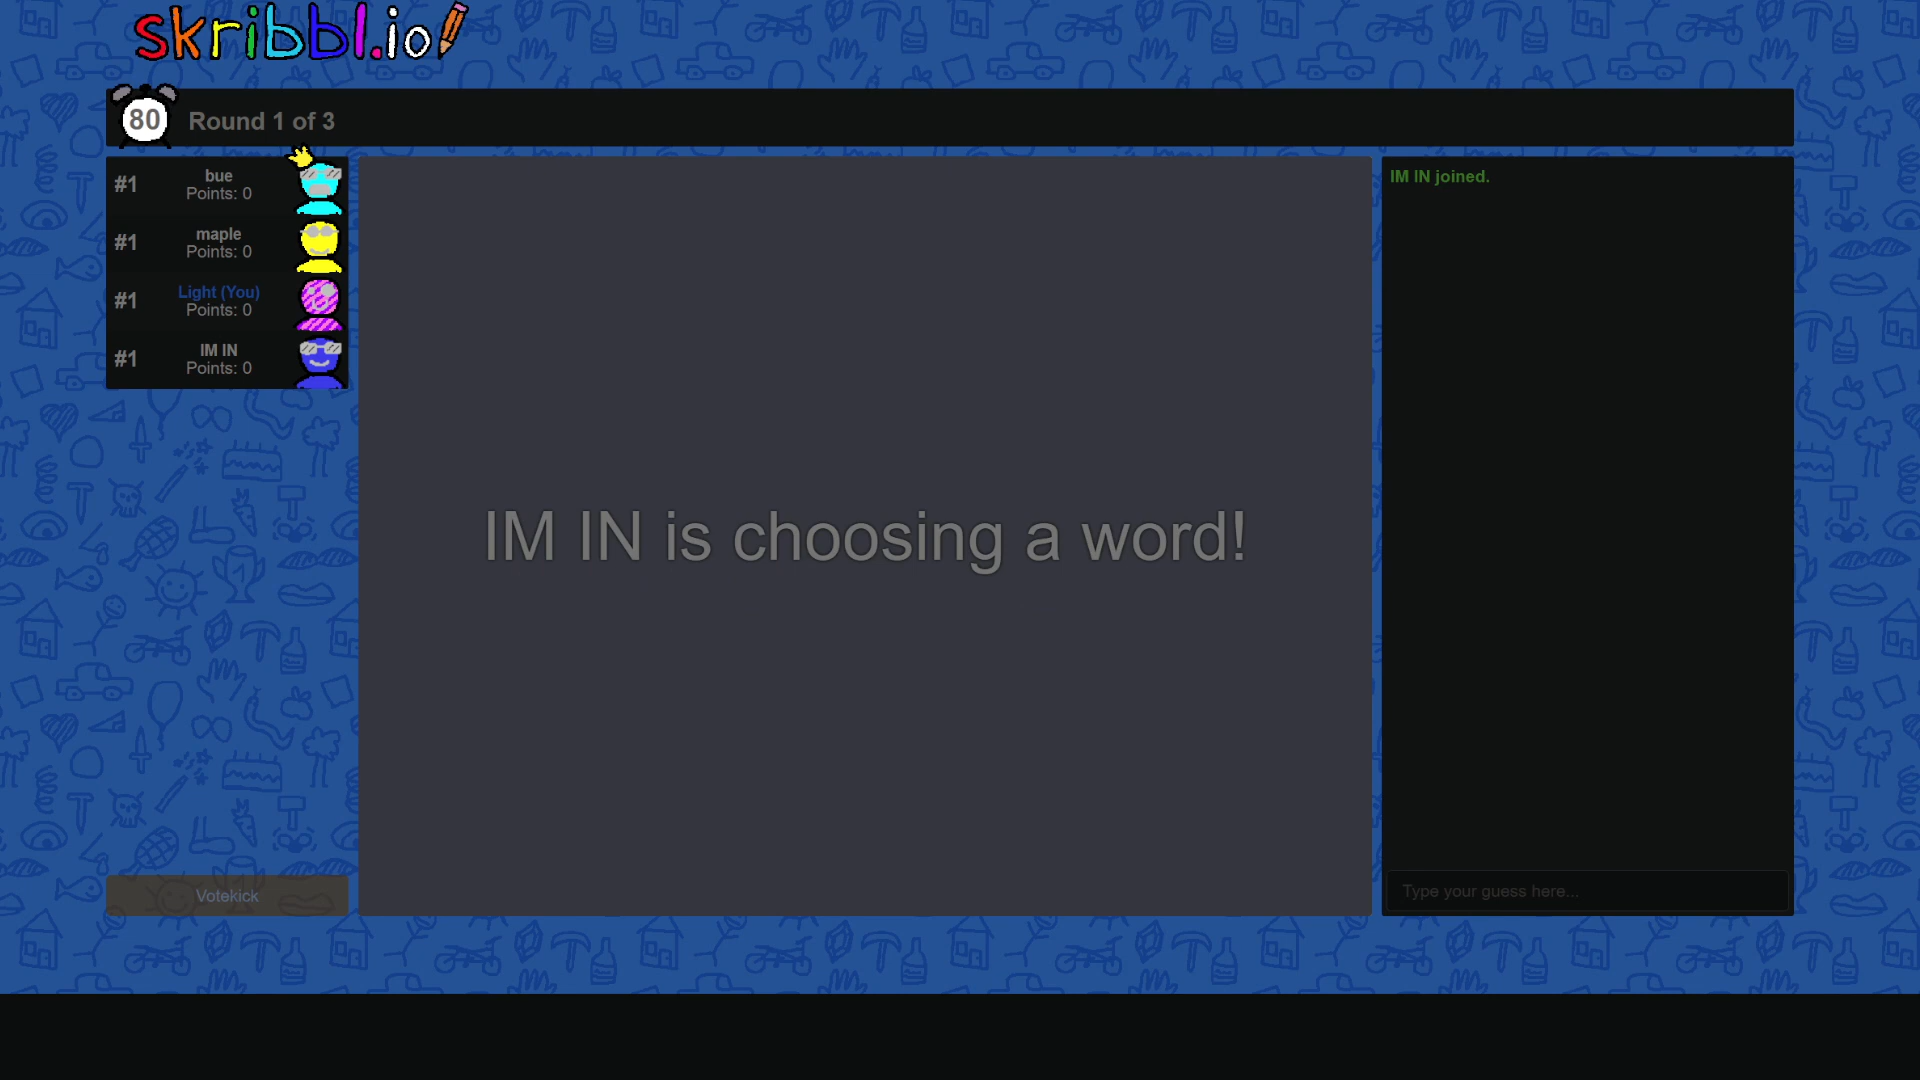 skribbl.io
80
Round 1 of 3
#1
bue
Points: 0
#1
maple
Points: 0
#1
Light (You)
Points: 0
#1
IM IN
Points: 0
IM IN is choosing a word!
IM IN joined.
Votekick
Type your guess here...